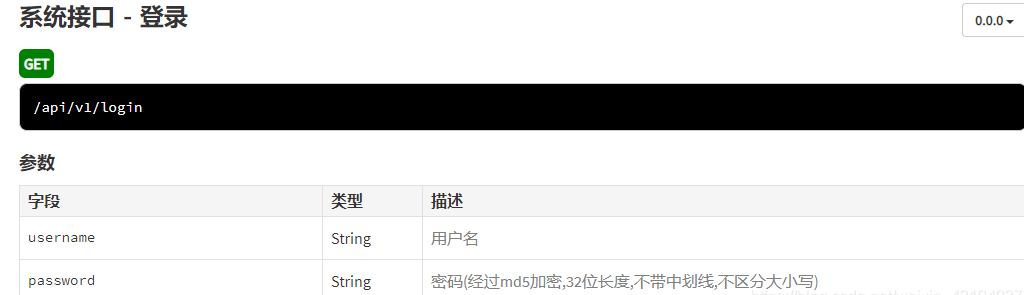 系统接口 - 登录
0.0.0
GET
/api/v1/login
参数
字段 类型 描述
username String 用户名
password String 密码(经过md5加密,32位长度,不带中划线,不区分大小写)